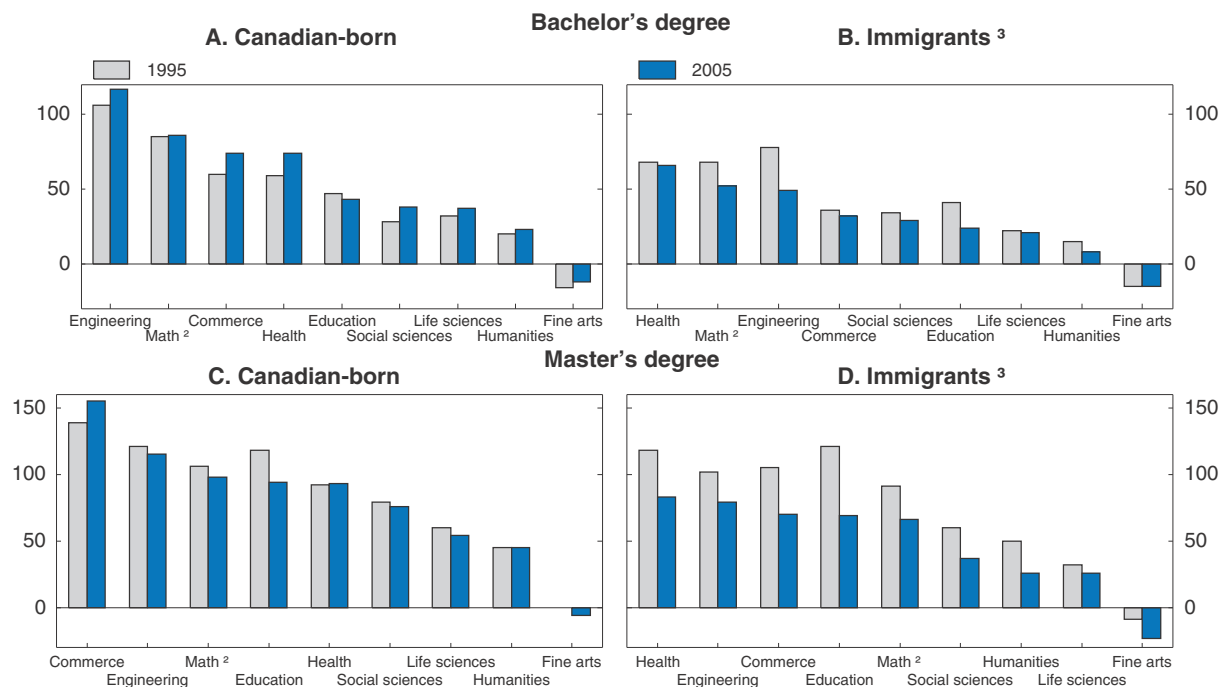 Bachelor's degree
A. Canadian-born
B. Immigrants ³
1995
2005
100
50
0
100
50
0
Engineering Commerce Education Life sciences Fine arts
Math ² Health Social sciences Humanities
Health Engineering Social sciences Life sciences Fine arts
Math ² Commerce Education Humanities
Master's degree
C. Canadian-born
D. Immigrants ³
150
100
50
0
150
100
50
0
Commerce Math ² Health Life sciences Fine arts
Engineering Education Social sciences Humanities
Health Commerce Math ² Humanities Fine arts
Engineering Education Social sciences Life sciences